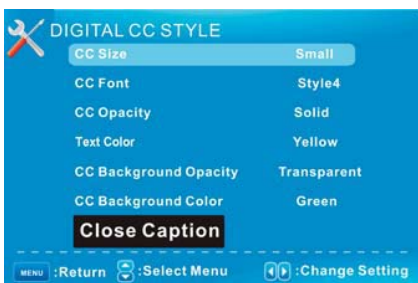 DIGITAL CC STYLE
CC Size Small
CC Font Style4
CC Opacity Solid
Text Color Yellow
CC Background Opacity Transparent
CC Background Color Green
Close Caption
MENU :Return :Select Menu :Change Setting